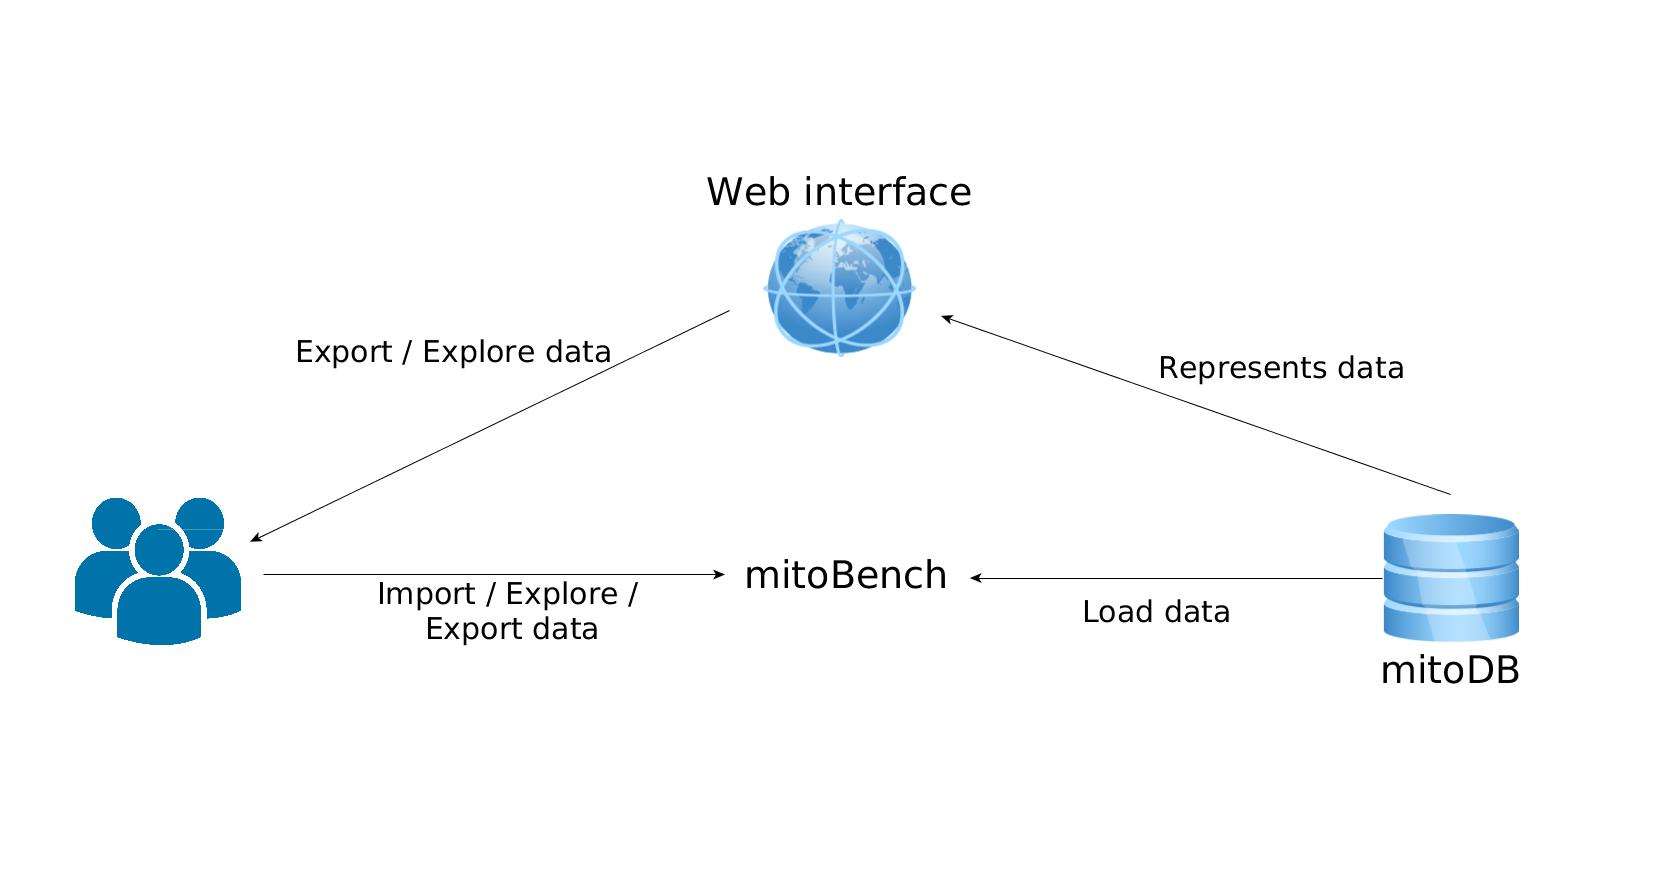 Web interface
Export / Explore data
Represents data
mitoBench
Import / Explore /
Export data
Load data
mitoDB